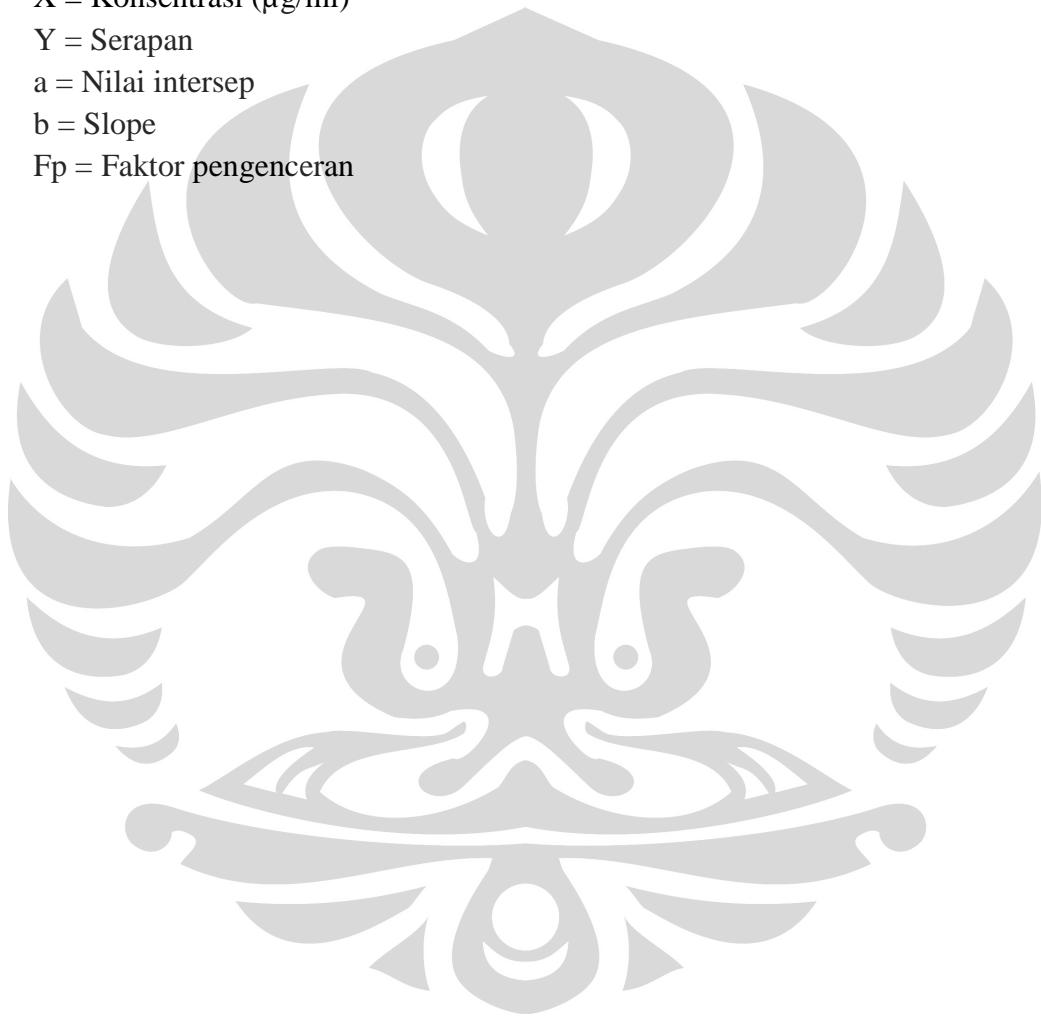 X = Konsentrasi (µg/ml)
Y = Serapan
a = Nilai intersep
b = Slope
Fp = Faktor pengenceran